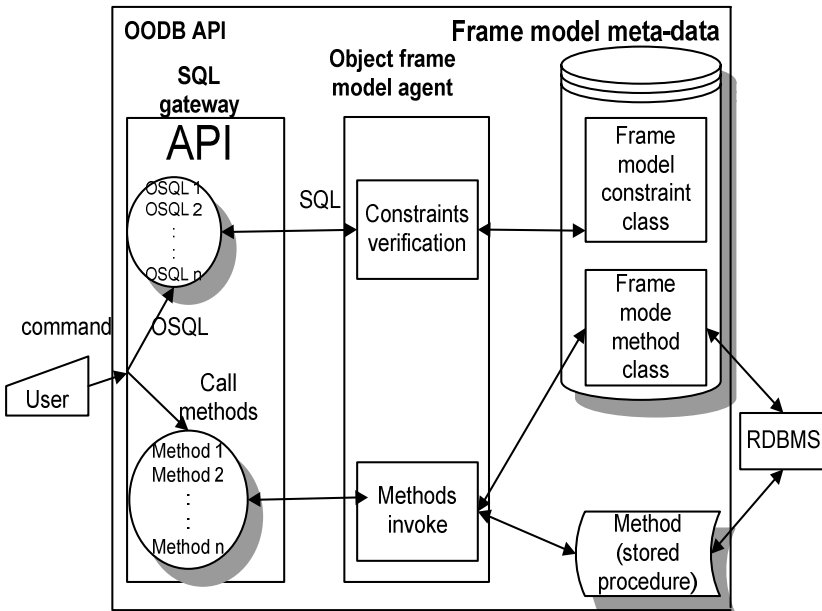 OODB API
Frame model meta-data
SQL
gateway
API
Object frame
model agent
OSQL 1
OSQL 2
:
.
.
OSQL n
SQL
Constraints
verification
Frame
model
constraint
class
Frame
mode
method
class
command
OSQL
User
Call
methods
Method 1
Method 2
:
:
Method n
Methods
invoke
Method
(stored
procedure)
RDBMS